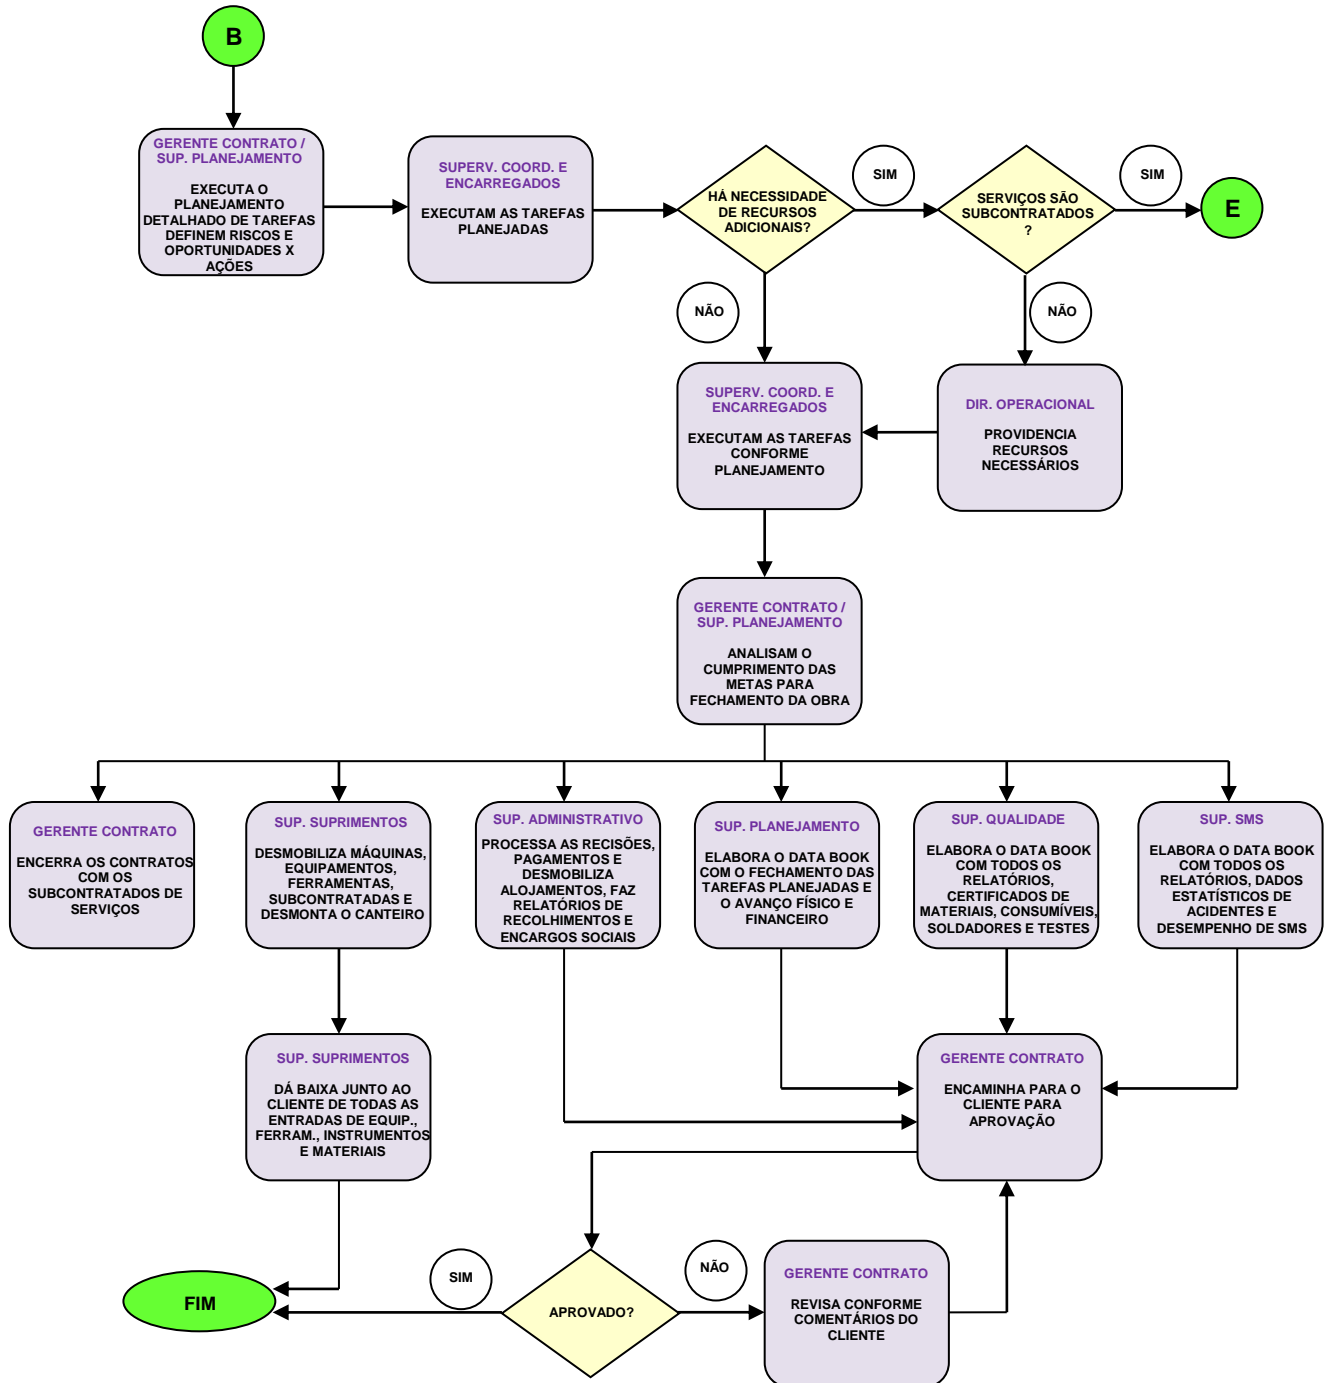 B
GERENTE CONTRATO /
SUP. PLANEJAMENTO
EXECUTA O
PLANEJAMENTO
DETALHADO DE TAREFAS
DEFINEM RISCOS E
OPORTUNIDADES X
AÇÕES
SUPERV. COORD. E
ENCARREGADOS
EXECUTAM AS TAREFAS
PLANEJADAS
HÁ NECESSIDADE
DE RECURSOS
ADICIONAIS?
SIM
SERVIÇOS SÃO
SUBCONTRATADOS
?
SIM
E
NÃO
NÃO
SUPERV. COORD. E
ENCARREGADOS
EXECUTAM AS TAREFAS
CONFORME
PLANEJAMENTO
DIR. OPERACIONAL
PROVIDENCIA
RECURSOS
NECESSÁRIOS
GERENTE CONTRATO /
SUP. PLANEJAMENTO
ANALISAM O
CUMPRIMENTO DAS
METAS PARA
FECHAMENTO DA OBRA
GERENTE CONTRATO
ENCERRA OS CONTRATOS
COM OS
SUBCONTRATADOS DE
SERVIÇOS
SUP. SUPRIMENTOS
DESMOBILIZA MÁQUINAS,
EQUIPAMENTOS,
FERRAMENTAS,
SUBCONTRATADAS E
DESMONTA O CANTEIRO
SUP. ADMINISTRATIVO
PROCESSA AS RECISÕES,
PAGAMENTOS E
DESMOBILIZA
ALOJAMENTOS, FAZ
RELATÓRIOS DE
RECOLHIMENTOS E
ENCARGOS SOCIAIS
SUP. PLANEJAMENTO
ELABORA O DATA BOOK
COM O FECHAMENTO DAS
TAREFAS PLANEJADAS E
O AVANÇO FÍSICO E
FINANCEIRO
SUP. QUALIDADE
ELABORA O DATA BOOK
COM TODOS OS
RELATÓRIOS,
CERTIFICADOS DE
MATERIAIS, CONSUMÍVEIS,
SOLDADORES E TESTES
SUP. SMS
ELABORA O DATA BOOK
COM TODOS OS
RELATÓRIOS, DADOS
ESTATÍSTICOS DE
ACIDENTES E
DESEMPENHO DE SMS
SUP. SUPRIMENTOS
DÁ BAIXA JUNTO AO
CLIENTE DE TODAS AS
ENTRADAS DE EQUIP.,
FERRAM., INSTRUMENTOS
E MATERIAIS
GERENTE CONTRATO
ENCAMINHA PARA O
CLIENTE PARA
APROVAÇÃO
FIM
SIM
APROVADO?
NÃO
GERENTE CONTRATO
REVISA CONFORME
COMENTÁRIOS DO
CLIENTE